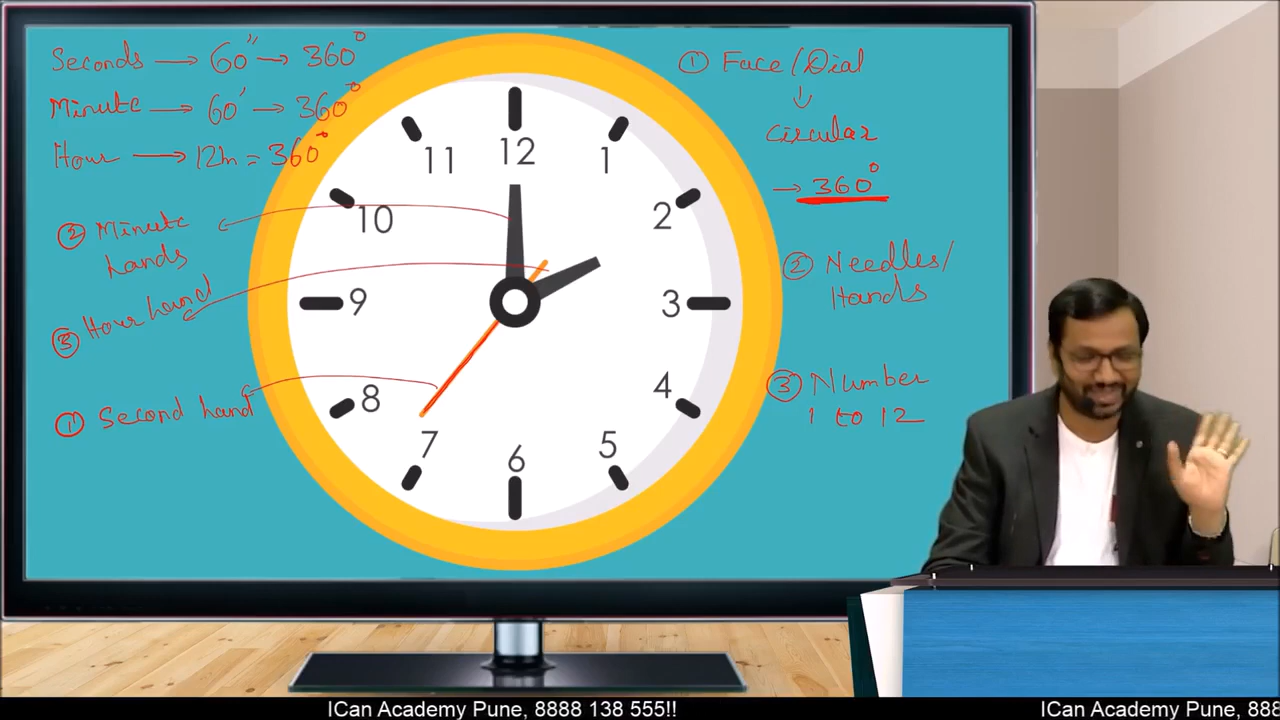 Seconds → 60" → 360°
Minute → 60' → 360°
Hour → 12h = 360°
② Minute
hands
③ Hour hand
① Second hand
12
1
2
3
4
5
6
7
8
9
10
11
① Face/Dial
↓
circular
→ 360°
② Needles/
Hands
③ Number
1 to 12
ICan Academy Pune, 8888 138 555!!
ICan Academy Pune, 888